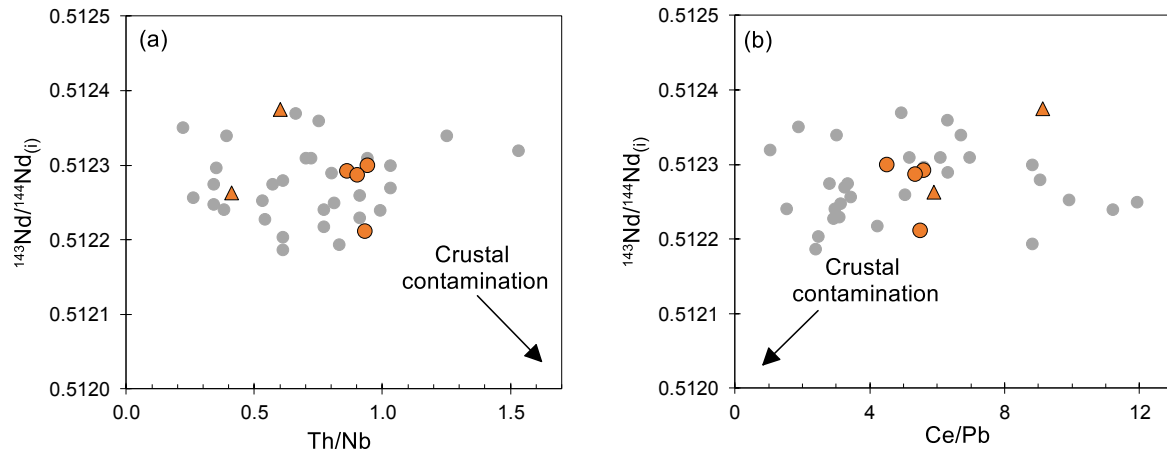 (a)
0.5125
0.5124
0.5123
0.5122
0.5121
0.5120
¹⁴³Nd/¹⁴⁴Nd₍ᵢ₎
Crustal
contamination
0.0 0.5 1.0 1.5
Th/Nb
(b)
0.5125
0.5124
0.5123
0.5122
0.5121
0.5120
¹⁴³Nd/¹⁴⁴Nd₍ᵢ₎
Crustal
contamination
0 4 8 12
Ce/Pb